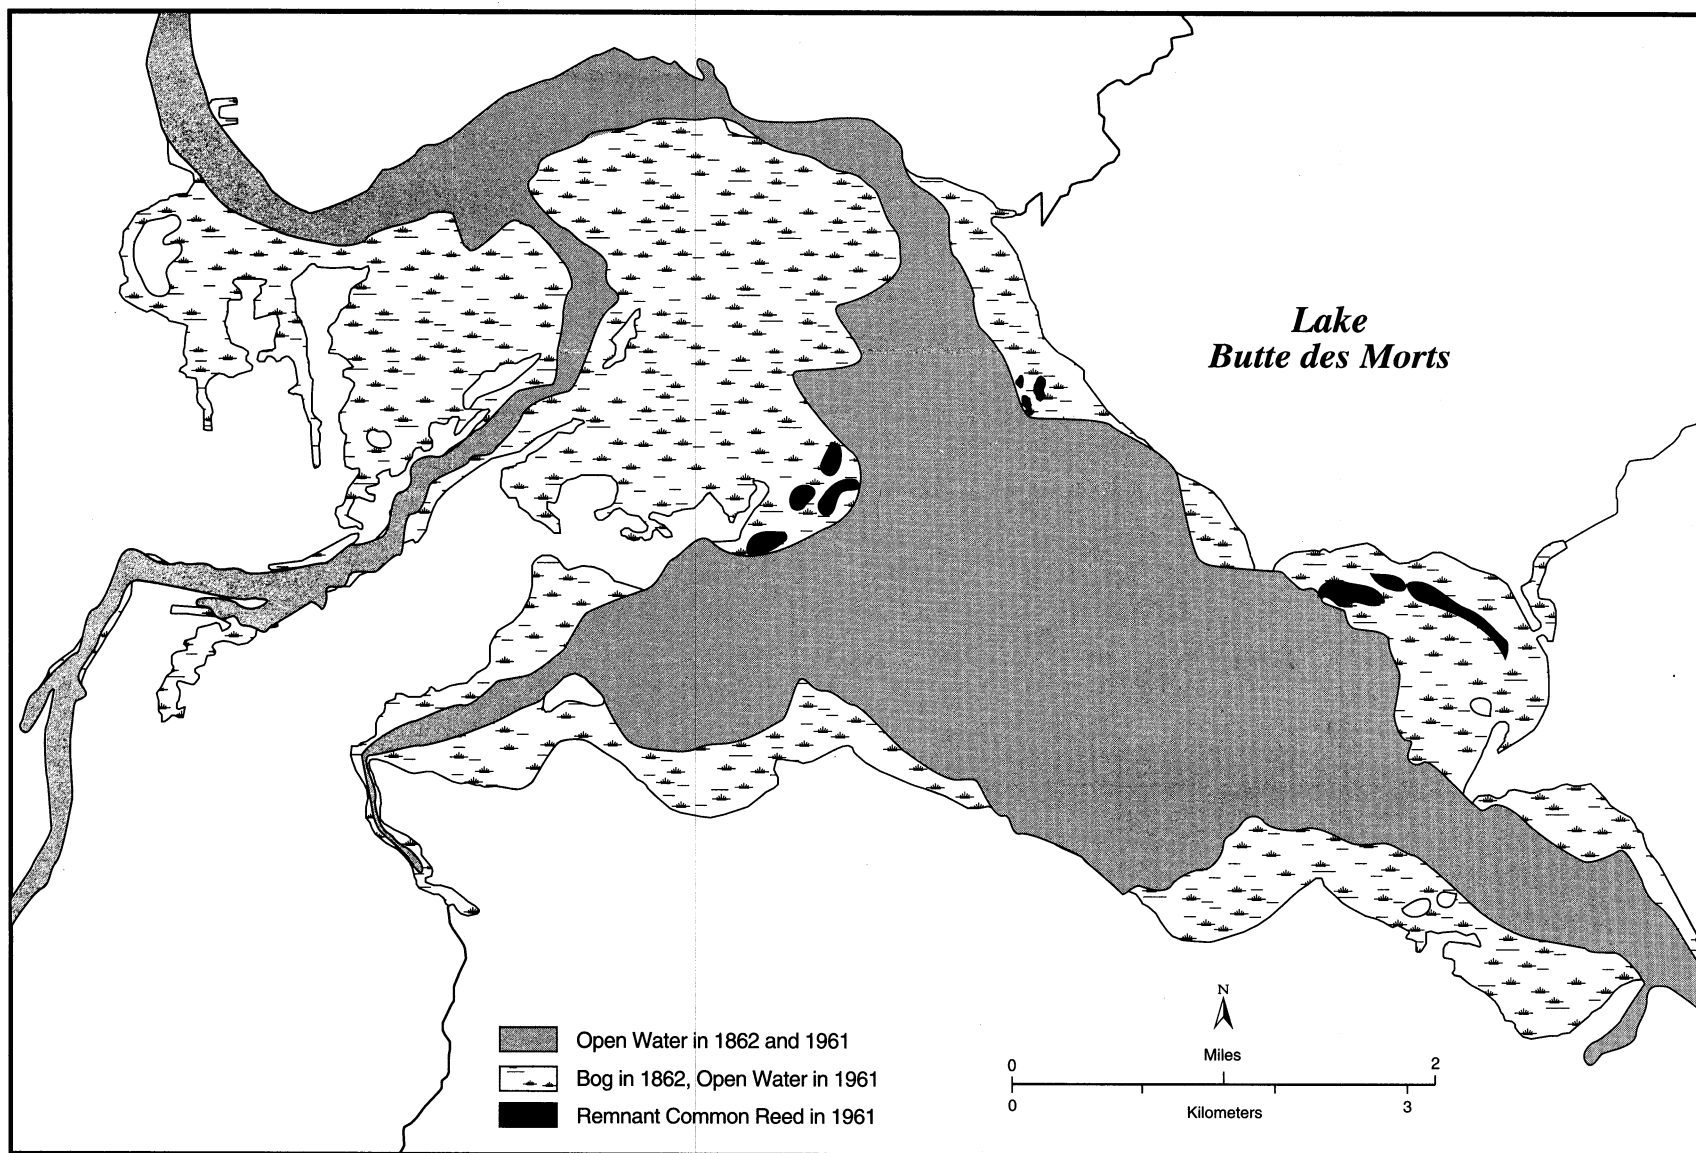 Lake
Butte des Morts
Open Water in 1862 and 1961
Bog in 1862, Open Water in 1961
Remnant Common Reed in 1961
N
Miles
0 2
0 3
Kilometers